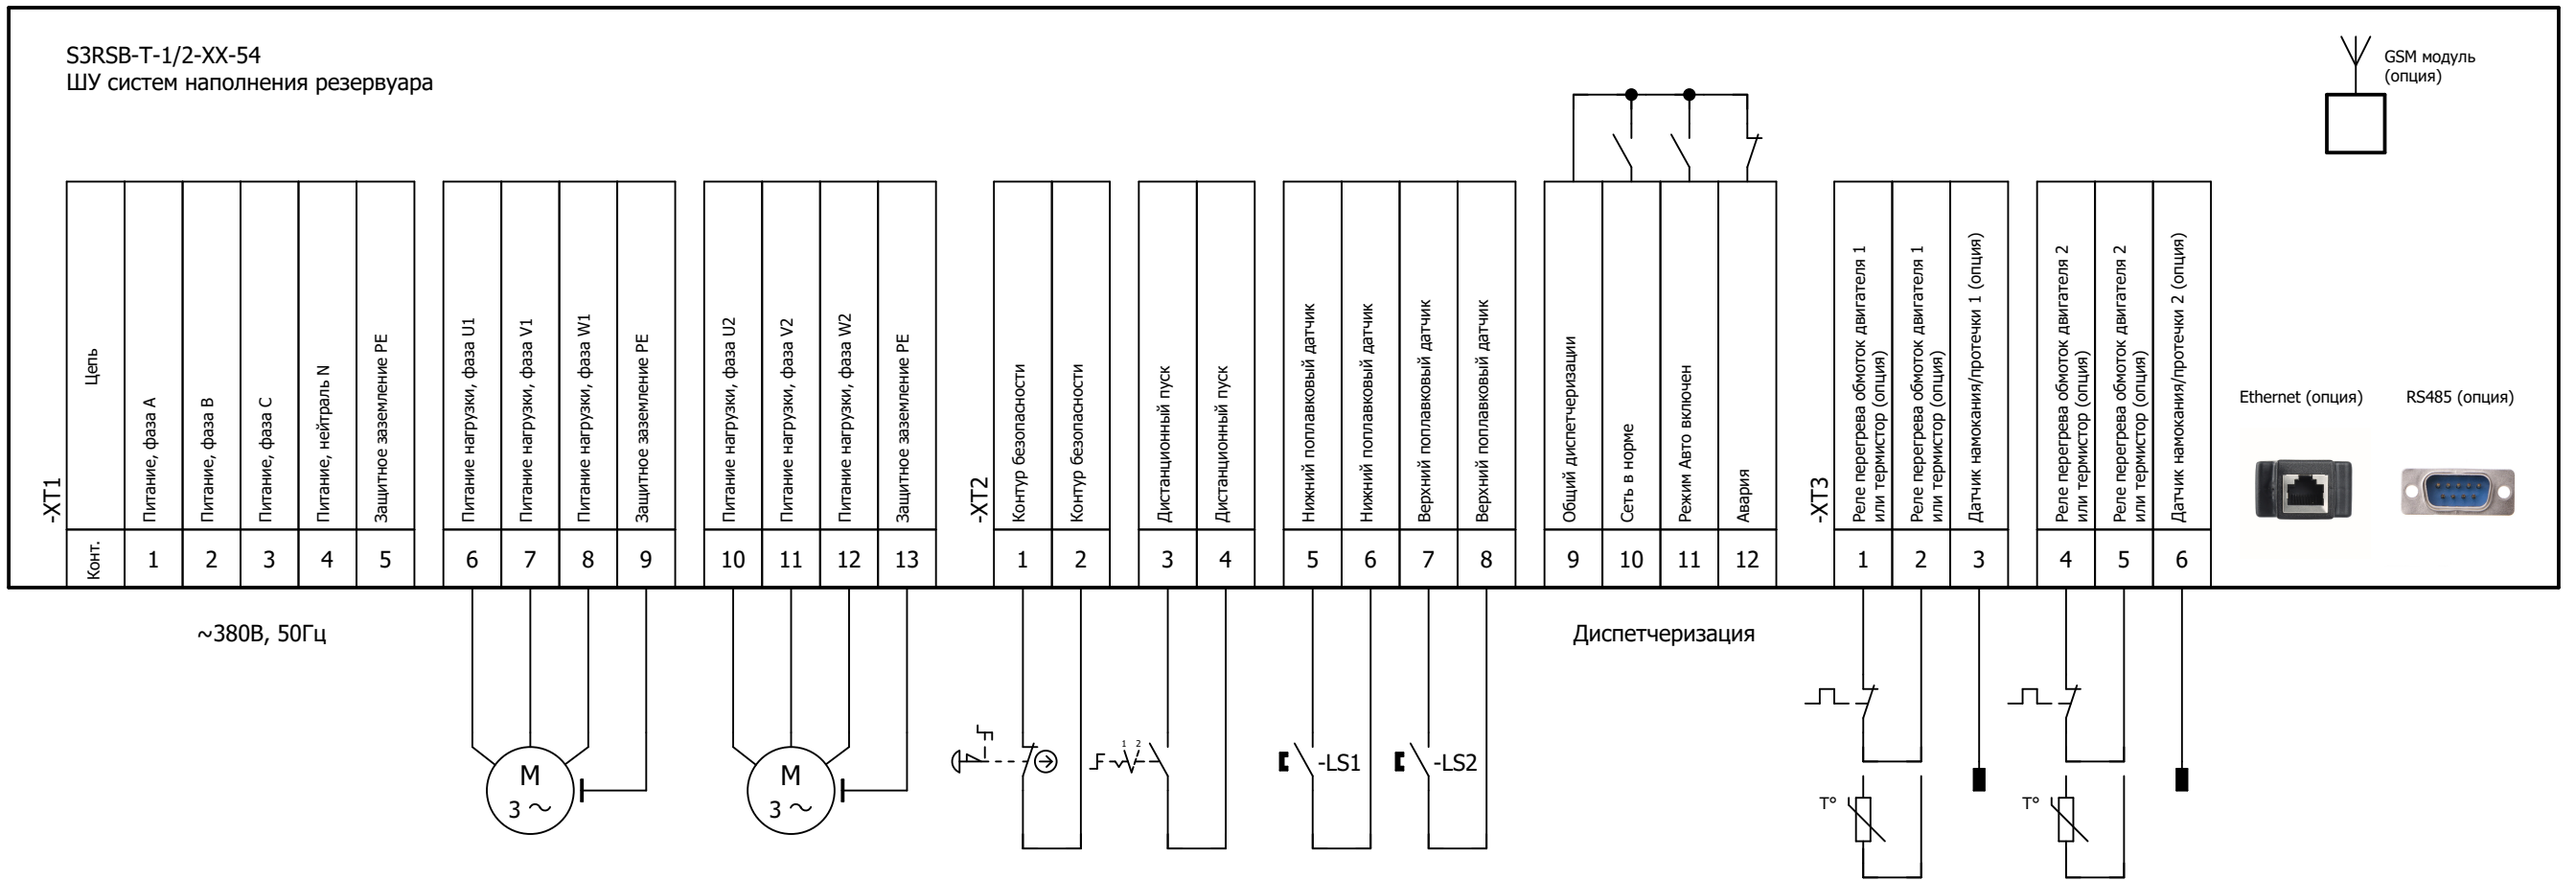 S3RSB-T-1/2-XX-54
ШУ систем наполнения резервуара
GSM модуль
(опция)
-XT1
Цепь
Питание, фаза A
Питание, фаза B
Питание, фаза C
Питание, нейтраль N
Защитное заземление PE
Питание нагрузки, фаза U1
Питание нагрузки, фаза V1
Питание нагрузки, фаза W1
Защитное заземление PE
Питание нагрузки, фаза U2
Питание нагрузки, фаза V2
Питание нагрузки, фаза W2
Защитное заземление PE
-XT2
Контур безопасности
Контур безопасности
Дистанционный пуск
Дистанционный пуск
Нижний поплавковый датчик
Нижний поплавковый датчик
Верхний поплавковый датчик
Верхний поплавковый датчик
Общий диспетчеризации
Сеть в норме
Режим Авто включен
Авария
-XT3
Реле перегрева обмоток двигателя 1
или термистор (опция)
Реле перегрева обмоток двигателя 1
или термистор (опция)
Датчик намокания/протечки 1 (опция)
Реле перегрева обмоток двигателя 2
или термистор (опция)
Реле перегрева обмоток двигателя 2
или термистор (опция)
Датчик намокания/протечки 2 (опция)
Ethernet (опция)
RS485 (опция)
Конт.
1
2
3
4
5
6
7
8
9
10
11
12
13
1
2
3
4
5
6
7
8
9
10
11
12
1
2
3
4
5
6
~380В, 50Гц
Диспетчеризация
M
3 ~
M
3 ~
1 2
-LS1
-LS2
T°
T°